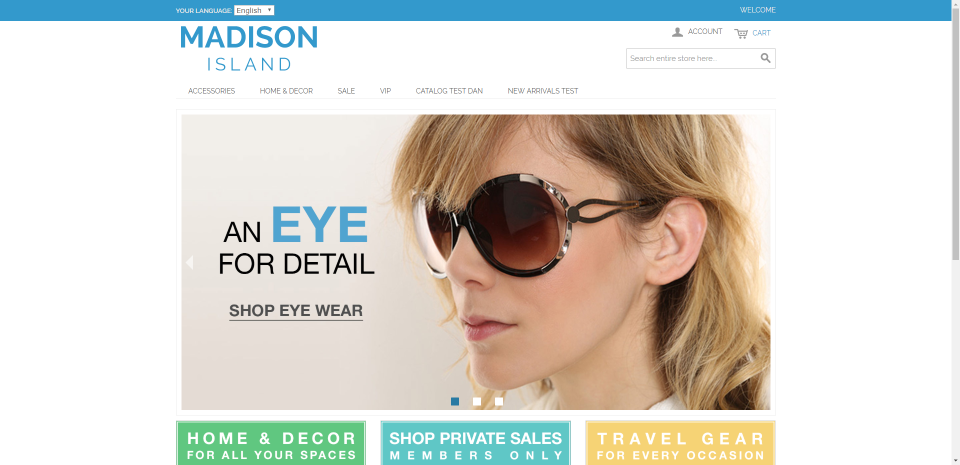 YOUR LANGUAGE: English
WELCOME
MADISON
ISLAND
ACCOUNT
CART
Search entire store here...
ACCESSORIES HOME & DECOR SALE VIP CATALOG TEST DAN NEW ARRIVALS TEST
AN EYE
FOR DETAIL
SHOP EYE WEAR
HOME & DECOR
FOR ALL YOUR SPACES
SHOP PRIVATE SALES
MEMBERS ONLY
TRAVEL GEAR
FOR EVERY OCCASION